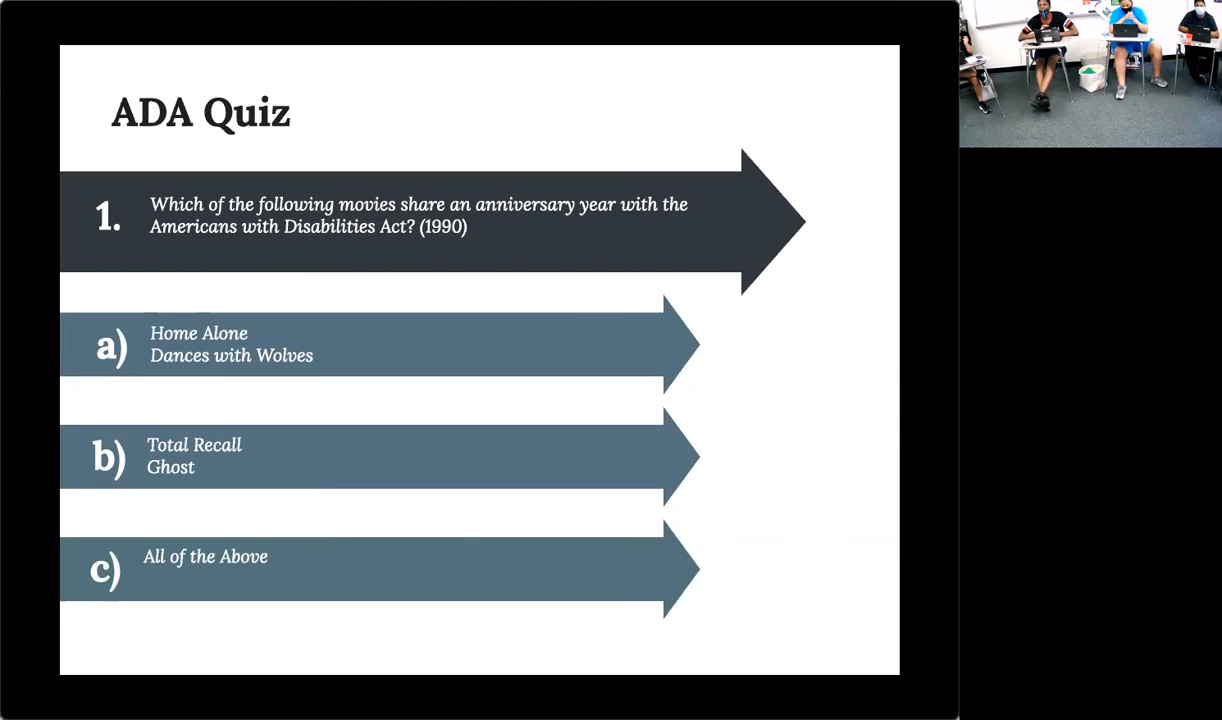 ADA Quiz
1.
Which of the following movies share an anniversary year with the
Americans with Disabilities Act? (1990)
a)
Home Alone
Dances with Wolves
b)
Total Recall
Ghost
c)
All of the Above